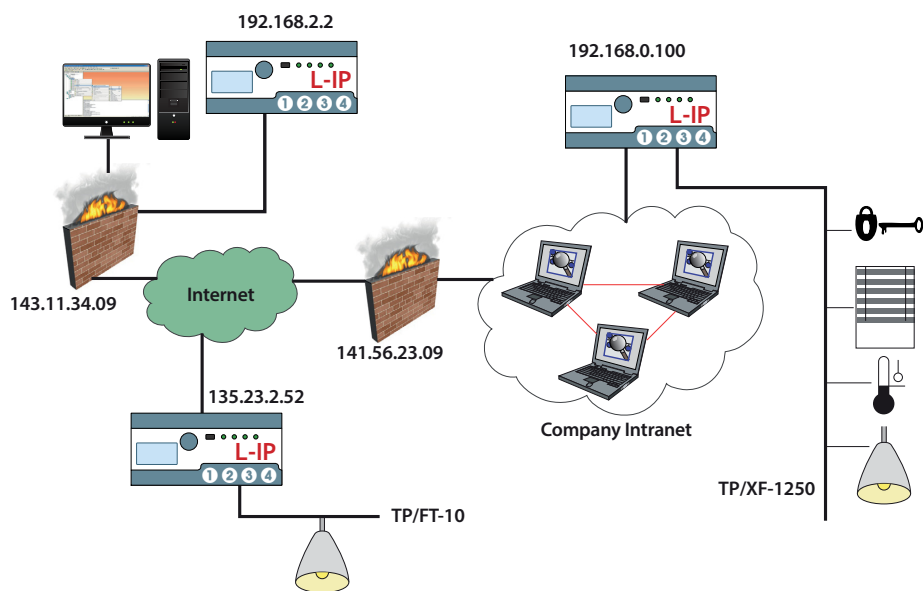 192.168.2.2
192.168.0.100
L-IP
1 2 3 4
L-IP
1 2 3 4
143.11.34.09
Internet
141.56.23.09
135.23.2.52
L-IP
1 2 3 4
Company Intranet
TP/XF-1250
TP/FT-10